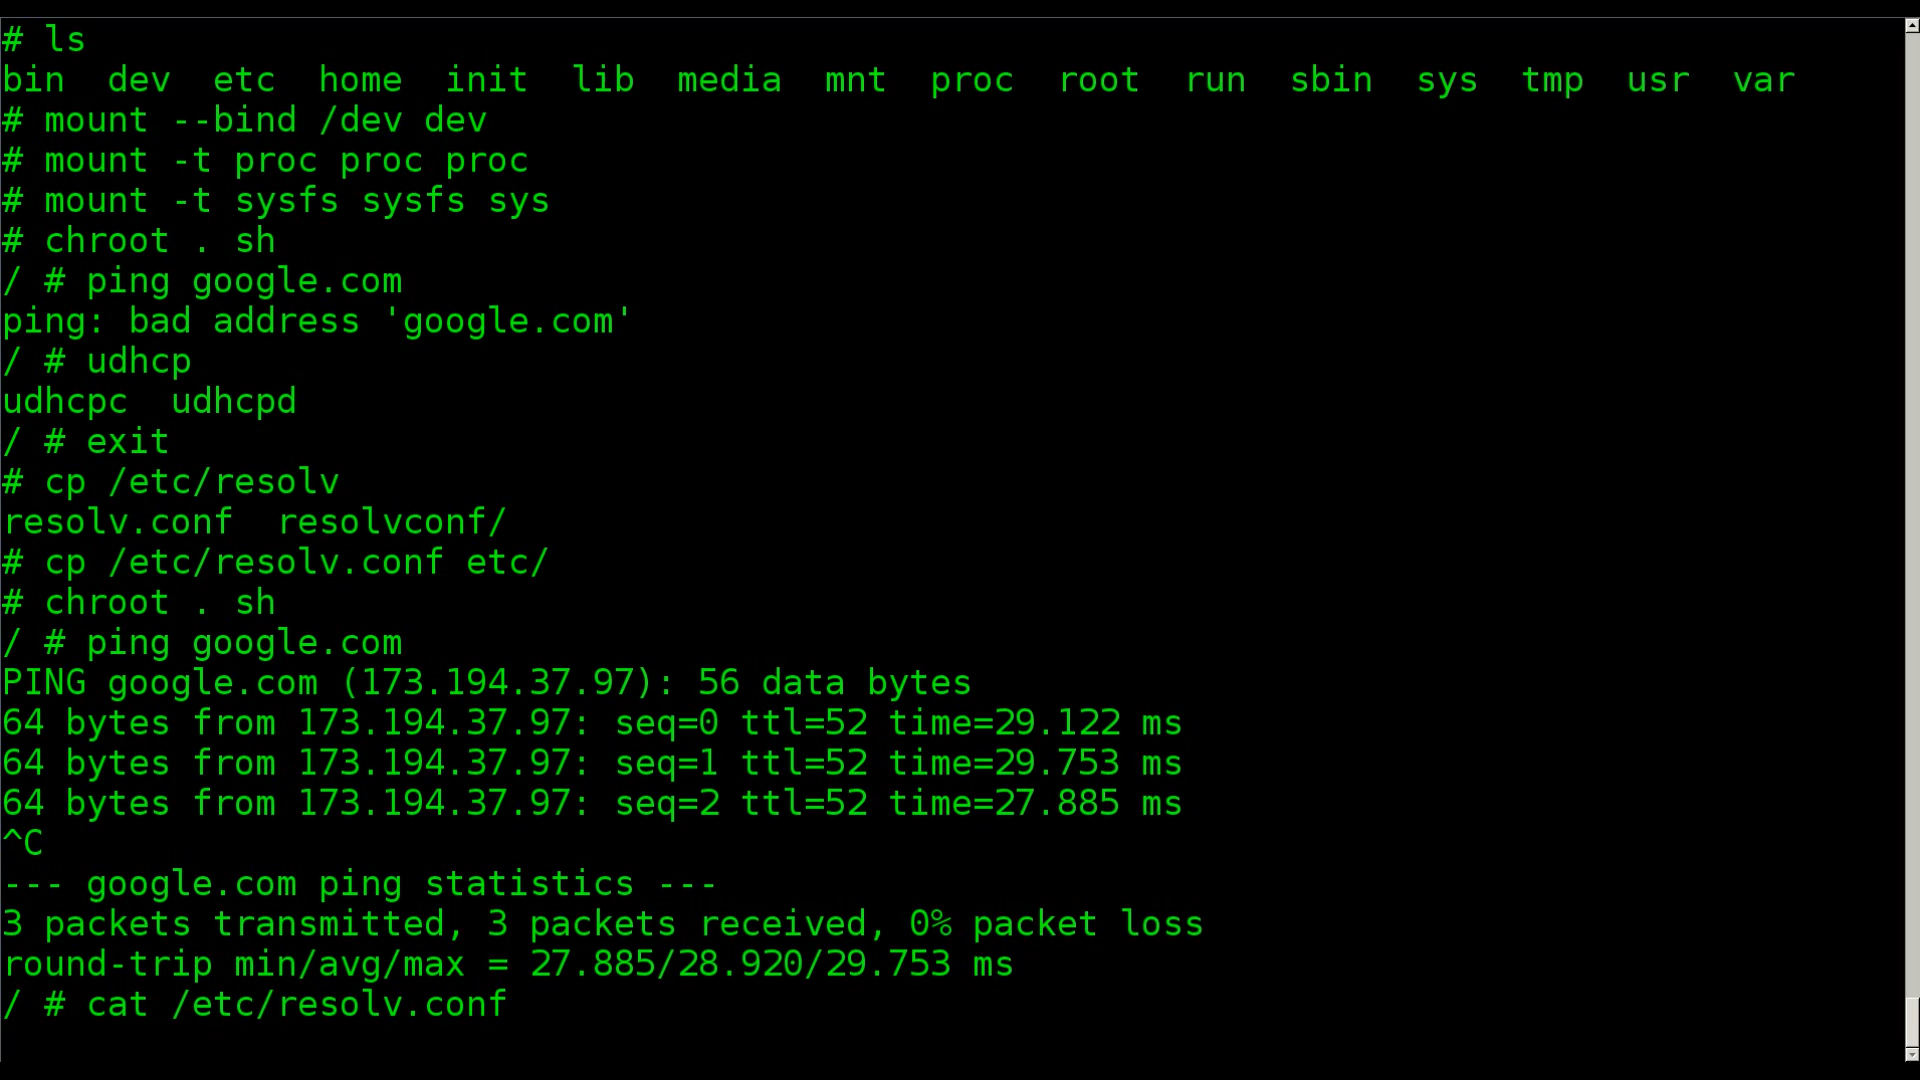 # ls
bin  dev  etc  home  init  lib  media  mnt  proc  root  run  sbin  sys  tmp  usr  var
# mount --bind /dev dev
# mount -t proc proc proc
# mount -t sysfs sysfs sys
# chroot . sh
/ # ping google.com
ping: bad address 'google.com'
/ # udhcp
udhcpc  udhcpd
/ # exit
# cp /etc/resolv
resolv.conf  resolvconf/
# cp /etc/resolv.conf etc/
# chroot . sh
/ # ping google.com
PING google.com (173.194.37.97): 56 data bytes
64 bytes from 173.194.37.97: seq=0 ttl=52 time=29.122 ms
64 bytes from 173.194.37.97: seq=1 ttl=52 time=29.753 ms
64 bytes from 173.194.37.97: seq=2 ttl=52 time=27.885 ms
^C
--- google.com ping statistics ---
3 packets transmitted, 3 packets received, 0% packet loss
round-trip min/avg/max = 27.885/28.920/29.753 ms
/ # cat /etc/resolv.conf